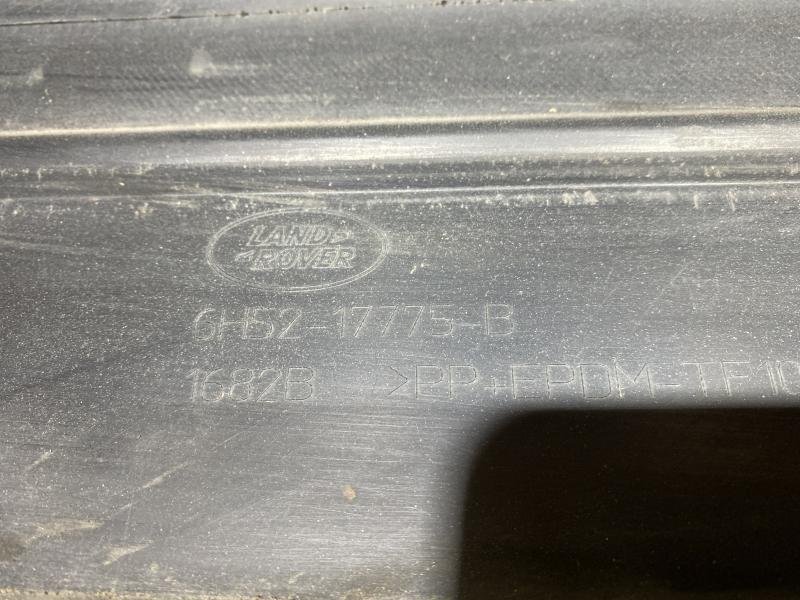 LAND
ROVER
6H52-17775-B
1682B >PP+EPDM-TF10